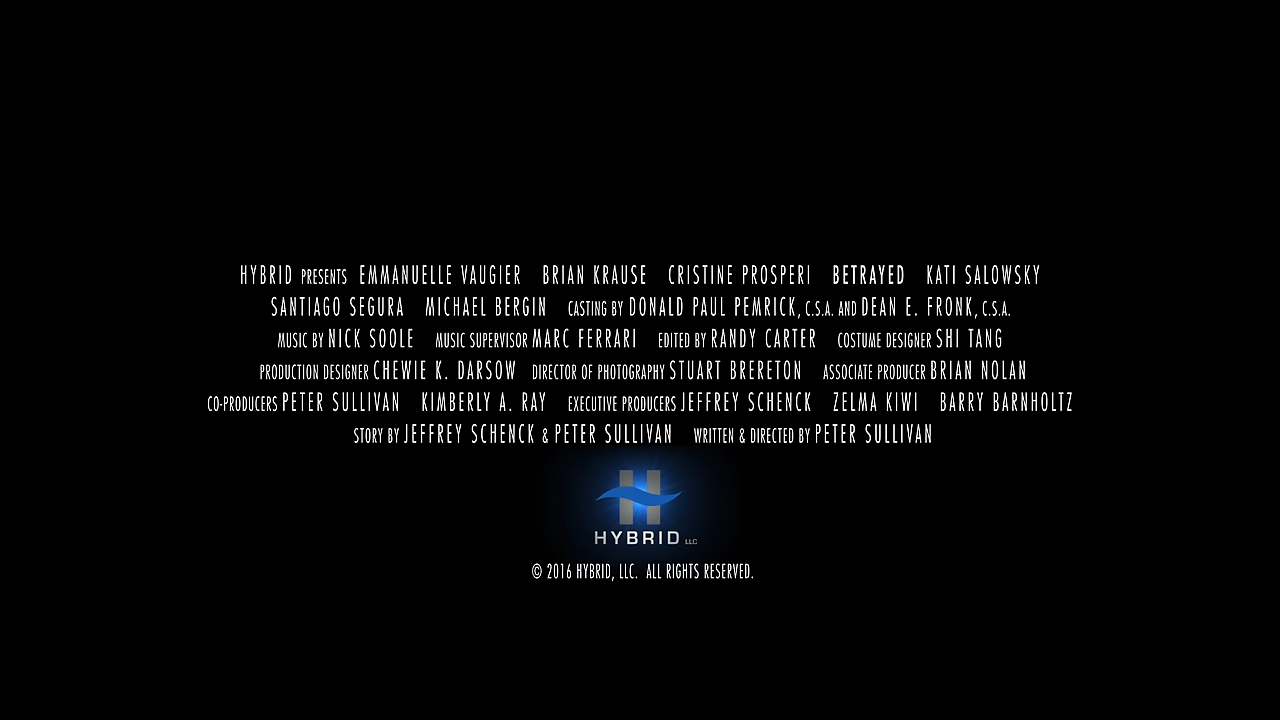 HYBRID PRESENTS EMMANUELLE VAUGIER BRIAN KRAUSE CRISTINE PROSPERI BETRAYED KATI SALOWSKY
SANTIAGO SEGURA MICHAEL BERGIN CASTING BY DONALD PAUL PEMRICK, C.S.A. AND DEAN E. FRONK, C.S.A.
MUSIC BY NICK SOOLE MUSIC SUPERVISOR MARC FERRARI EDITED BY RANDY CARTER COSTUME DESIGNER SHI TANG
PRODUCTION DESIGNER CHEWIE K. DARSOW DIRECTOR OF PHOTOGRAPHY STUART BRERETON ASSOCIATE PRODUCER BRIAN NOLAN
CO-PRODUCERS PETER SULLIVAN KIMBERLY A. RAY EXECUTIVE PRODUCERS JEFFREY SCHENCK ZELMA KIWI BARRY BARNHOLTZ
STORY BY JEFFREY SCHENCK & PETER SULLIVAN WRITTEN & DIRECTED BY PETER SULLIVAN
H
HYBRID LLC
© 2016 HYBRID, LLC. ALL RIGHTS RESERVED.